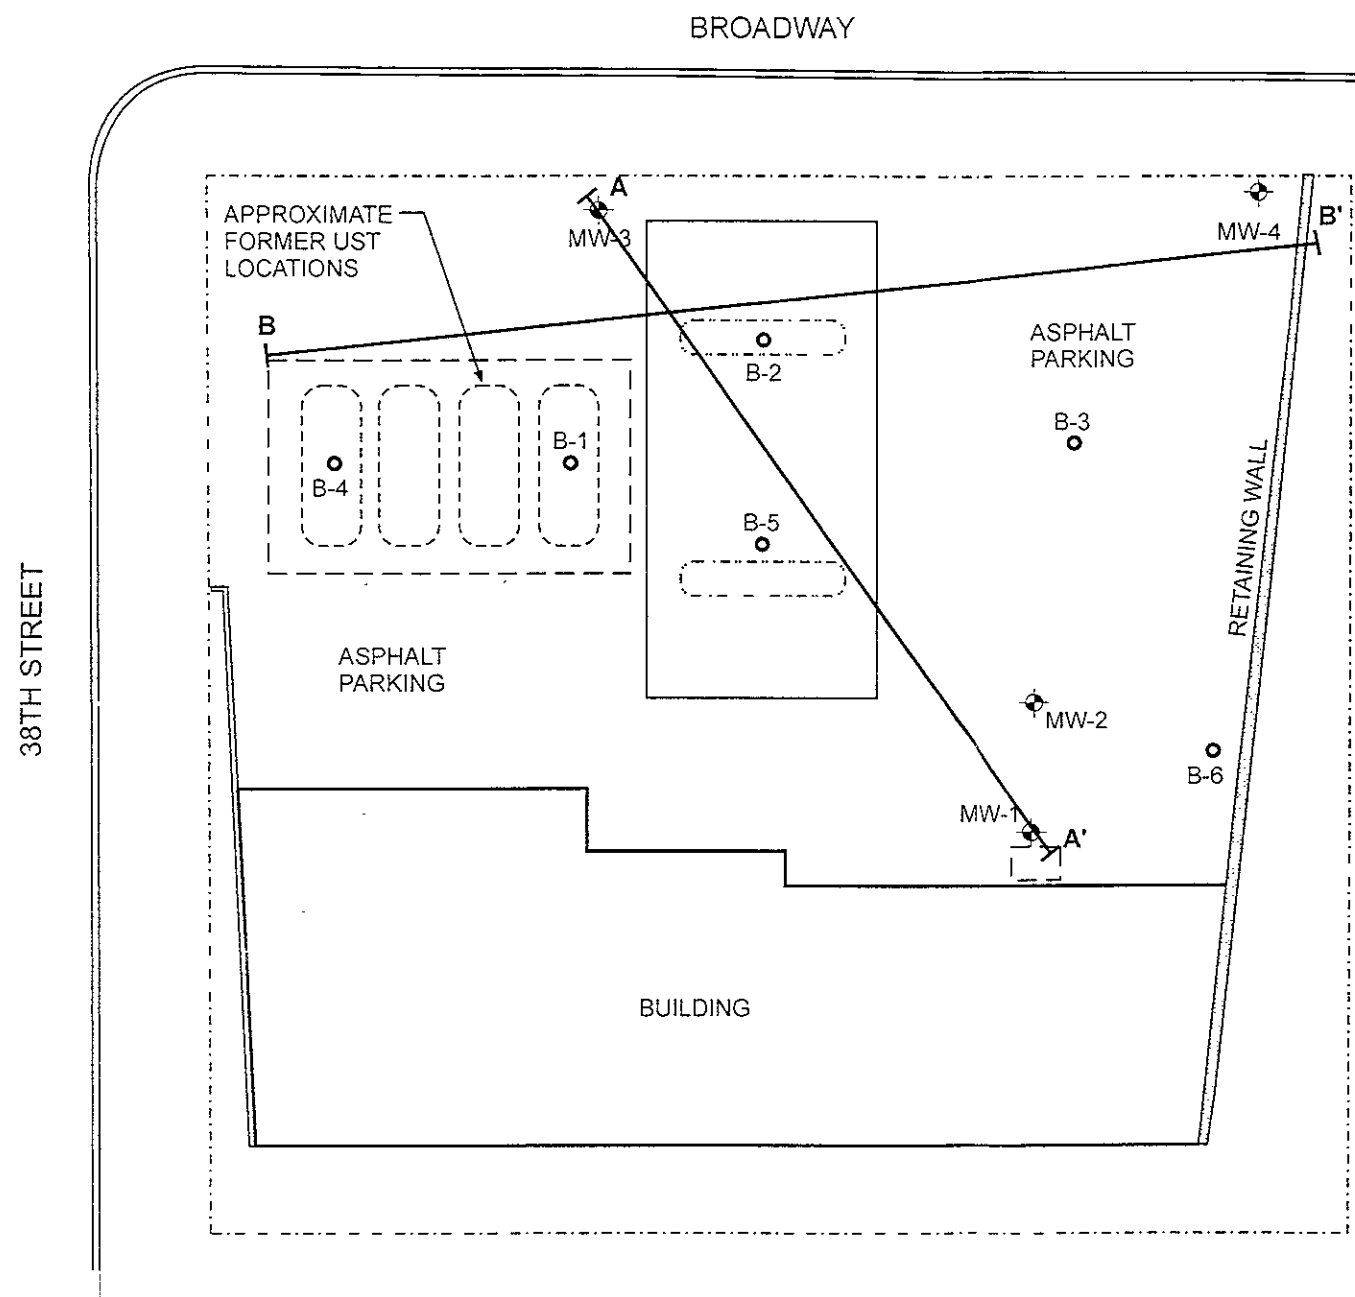 BROADWAY
A
MW-3
APPROXIMATE
FORMER UST
LOCATIONS
MW-4
B'
B
ASPHALT
PARKING
B-2
B-3
B-1
B-4
B-5
RETAINING WALL
38TH STREET
ASPHALT
PARKING
MW-2
B-6
MW-1
A'
BUILDING